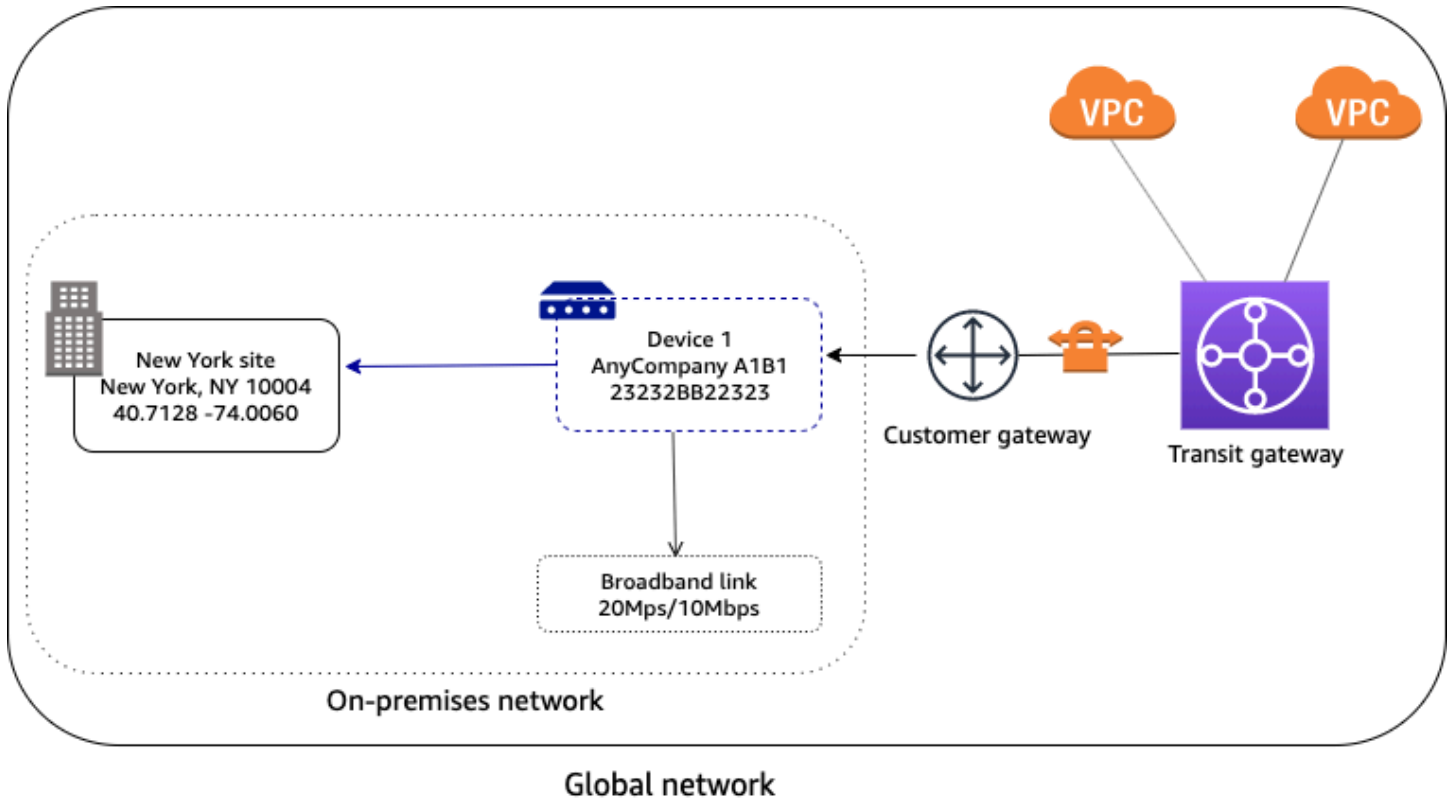 VPC
VPC
New York site
New York, NY 10004
40.7128 -74.0060
Device 1
AnyCompany A1B1
23232BB22323
Customer gateway
Transit gateway
Broadband link
20Mps/10Mbps
On-premises network
Global network